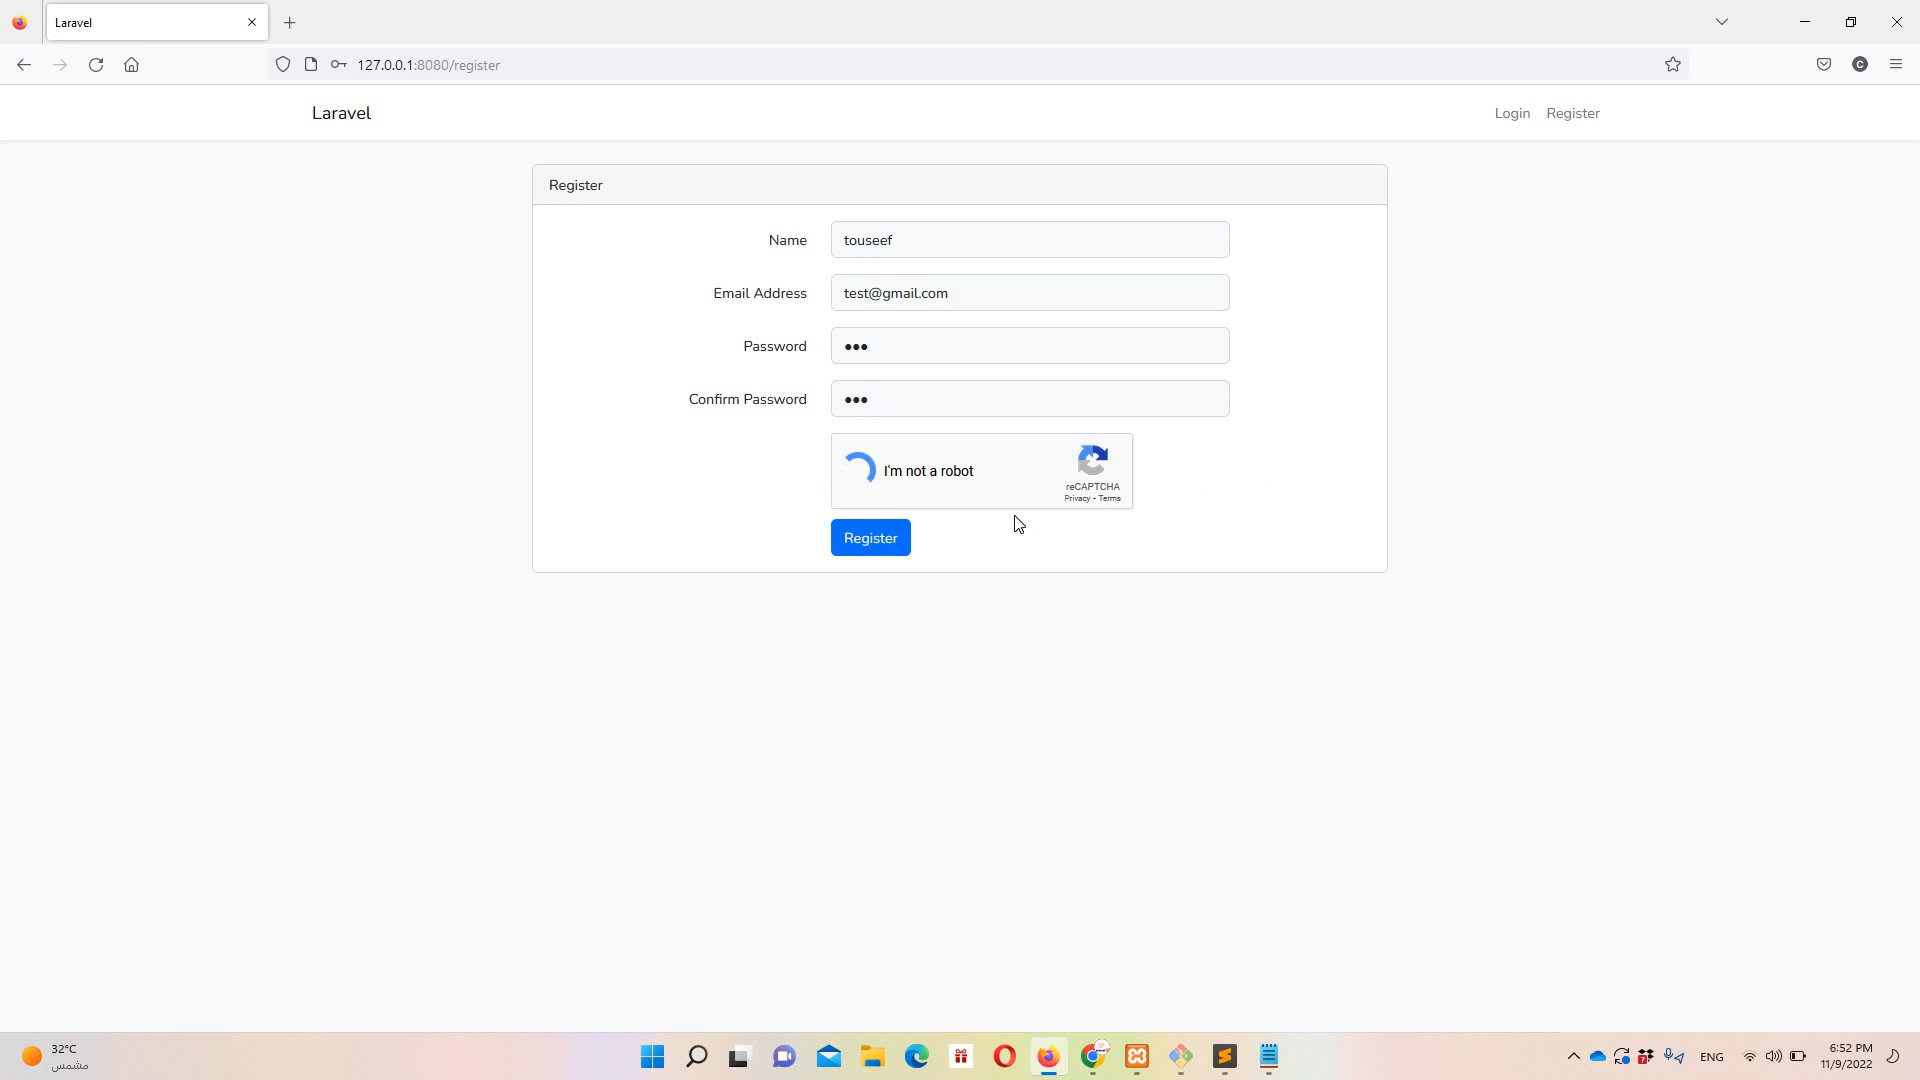 Laravel
127.0.0.1:8080/register
C
Laravel
Login
Register
Register
Name
touseef
Email Address
test@gmail.com
Password
•••
Confirm Password
•••
I'm not a robot
reCAPTCHA
Privacy - Terms
Register
32°C
مشمس
ENG
6:52 PM
11/9/2022